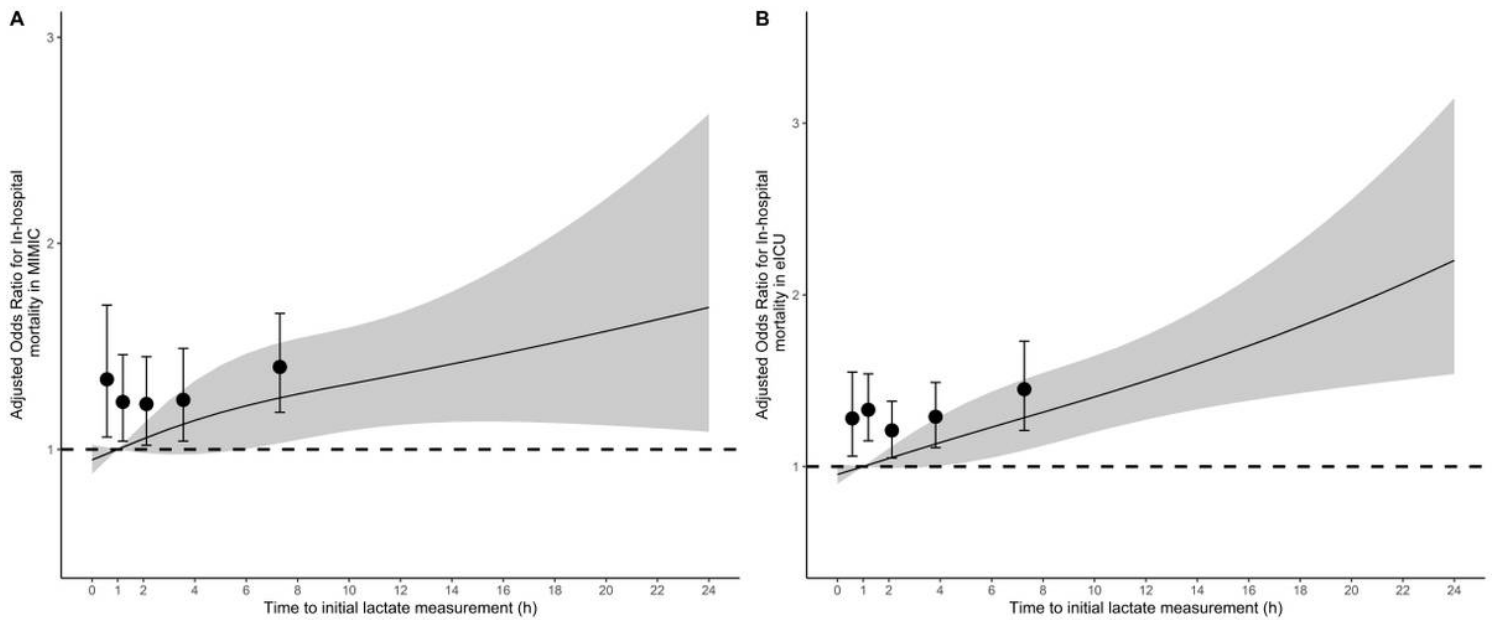 A
Adjusted Odds Ratio for In-hospital
mortality in MIMIC
3
2
1
0 1 2 4 6 8 10 12 14 16 18 20 22 24
Time to initial lactate measurement (h)
B
Adjusted Odds Ratio for In-hospital
mortality in eICU
3
2
1
0 1 2 4 6 8 10 12 14 16 18 20 22 24
Time to initial lactate measurement (h)